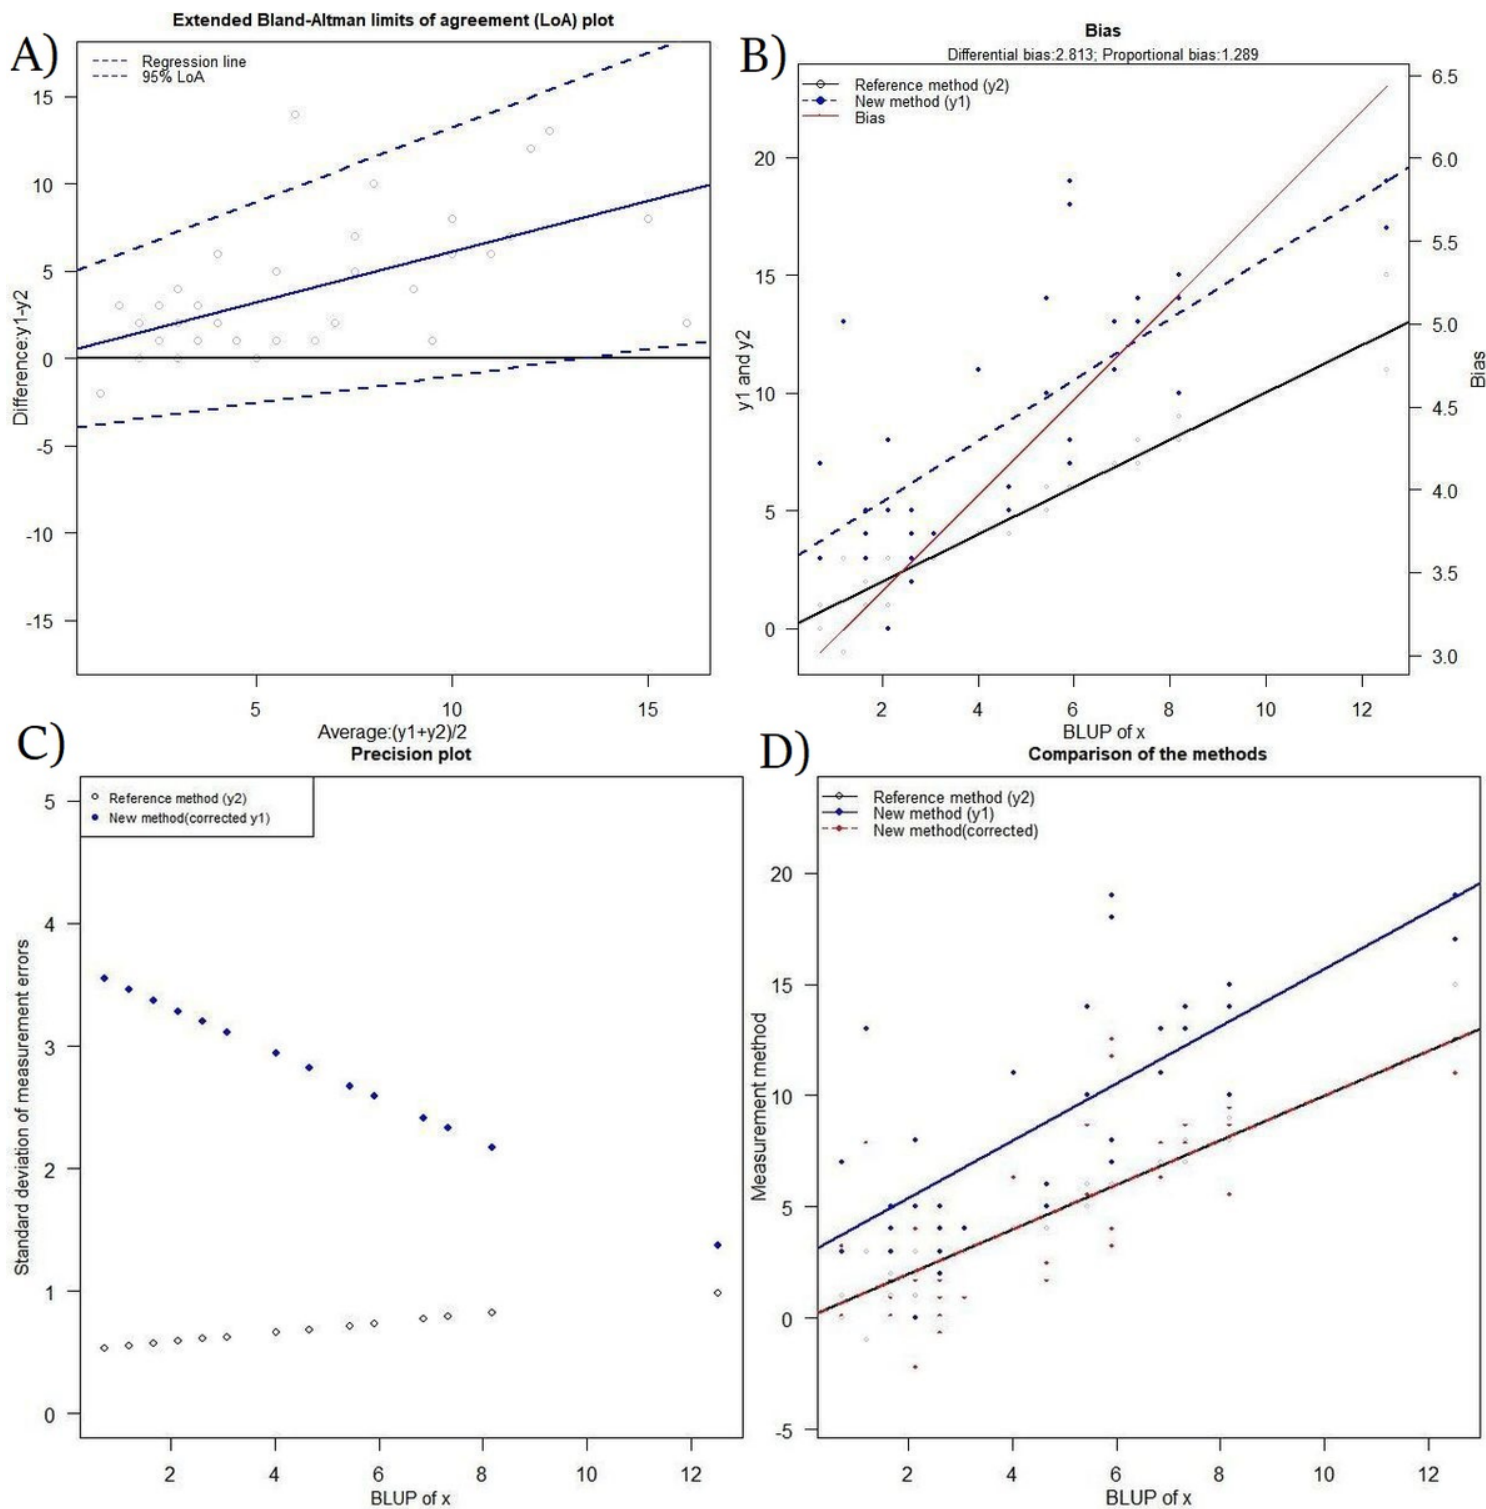 Extended Bland-Altman limits of agreement (LoA) plot
A)
Regression line
95% LoA
15
10
5
0
-5
-10
-15
Difference:y1-y2
5 10 15
Average:(y1+y2)/2
Bias
B)
Differential bias:2.813; Proportional bias:1.289
Reference method (y2)
New method (y1)
Bias
20
15
10
5
0
y1 and y2
6.5
6.0
5.5
5.0
4.5
4.0
3.5
3.0
Bias
2 4 6 8 10 12
BLUP of x
C)
Precision plot
Reference method (y2)
New method(corrected y1)
5
4
3
2
1
0
Standard deviation of measurement errors
2 4 6 8 10 12
BLUP of x
D)
Comparison of the methods
Reference method (y2)
New method (y1)
New method(corrected)
20
15
10
5
0
-5
Measurement method
2 4 6 8 10 12
BLUP of x